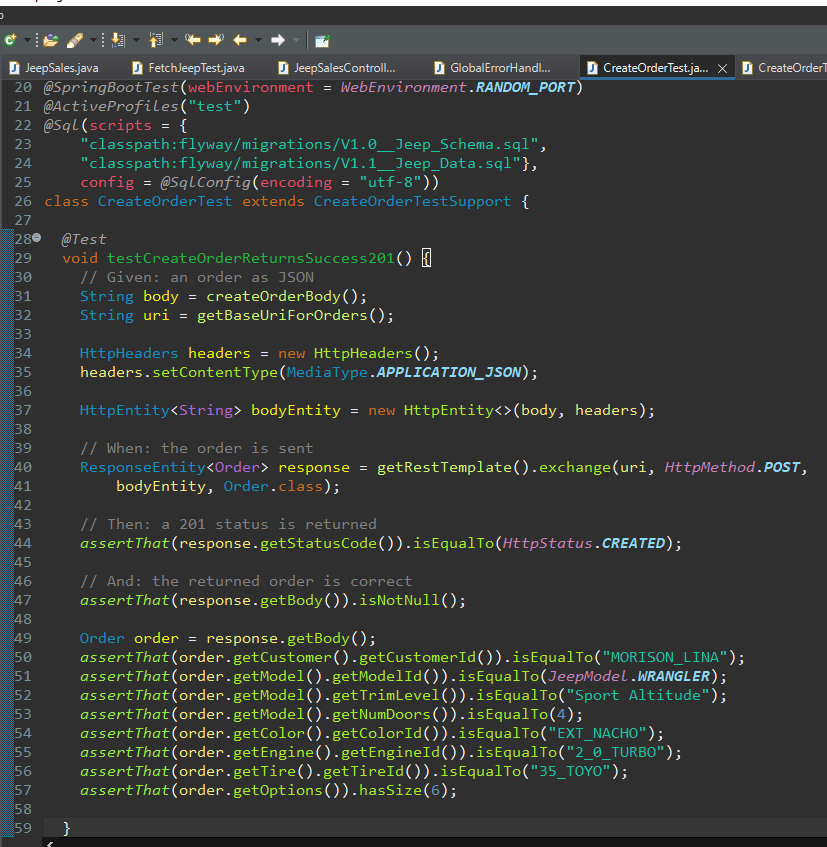 JeepSales.java FetchJeepTest.java JeepSalesControll... GlobalErrorHandl... CreateOrderTest.ja... CreateOrderT
20 @SpringBootTest(webEnvironment = WebEnvironment.RANDOM_PORT)
21 @ActiveProfiles("test")
22 @Sql(scripts = {
23 "classpath:flyway/migrations/V1.0__Jeep_Schema.sql",
24 "classpath:flyway/migrations/V1.1__Jeep_Data.sql"},
25 config = @SqlConfig(encoding = "utf-8"))
26 class CreateOrderTest extends CreateOrderTestSupport {
27
28 @Test
29 void testCreateOrderReturnsSuccess201() {
30 // Given: an order as JSON
31 String body = createOrderBody();
32 String uri = getBaseUriForOrders();
33
34 HttpHeaders headers = new HttpHeaders();
35 headers.setContentType(MediaType.APPLICATION_JSON);
36
37 HttpEntity<String> bodyEntity = new HttpEntity<>(body, headers);
38
39 // When: the order is sent
40 ResponseEntity<Order> response = getRestTemplate().exchange(uri, HttpMethod.POST,
41 bodyEntity, Order.class);
42
43 // Then: a 201 status is returned
44 assertThat(response.getStatusCode()).isEqualTo(HttpStatus.CREATED);
45
46 // And: the returned order is correct
47 assertThat(response.getBody()).isNotNull();
48
49 Order order = response.getBody();
50 assertThat(order.getCustomer().getCustomerId()).isEqualTo("MORISON_LINA");
51 assertThat(order.getModel().getModelId()).isEqualTo(JeepModel.WRANGLER);
52 assertThat(order.getModel().getTrimLevel()).isEqualTo("Sport Altitude");
53 assertThat(order.getModel().getNumDoors()).isEqualTo(4);
54 assertThat(order.getColor().getColorId()).isEqualTo("EXT_NACHO");
55 assertThat(order.getEngine().getEngineId()).isEqualTo("2_0_TURBO");
56 assertThat(order.getTire().getTireId()).isEqualTo("35_TOYO");
57 assertThat(order.getOptions()).hasSize(6);
58
59 }